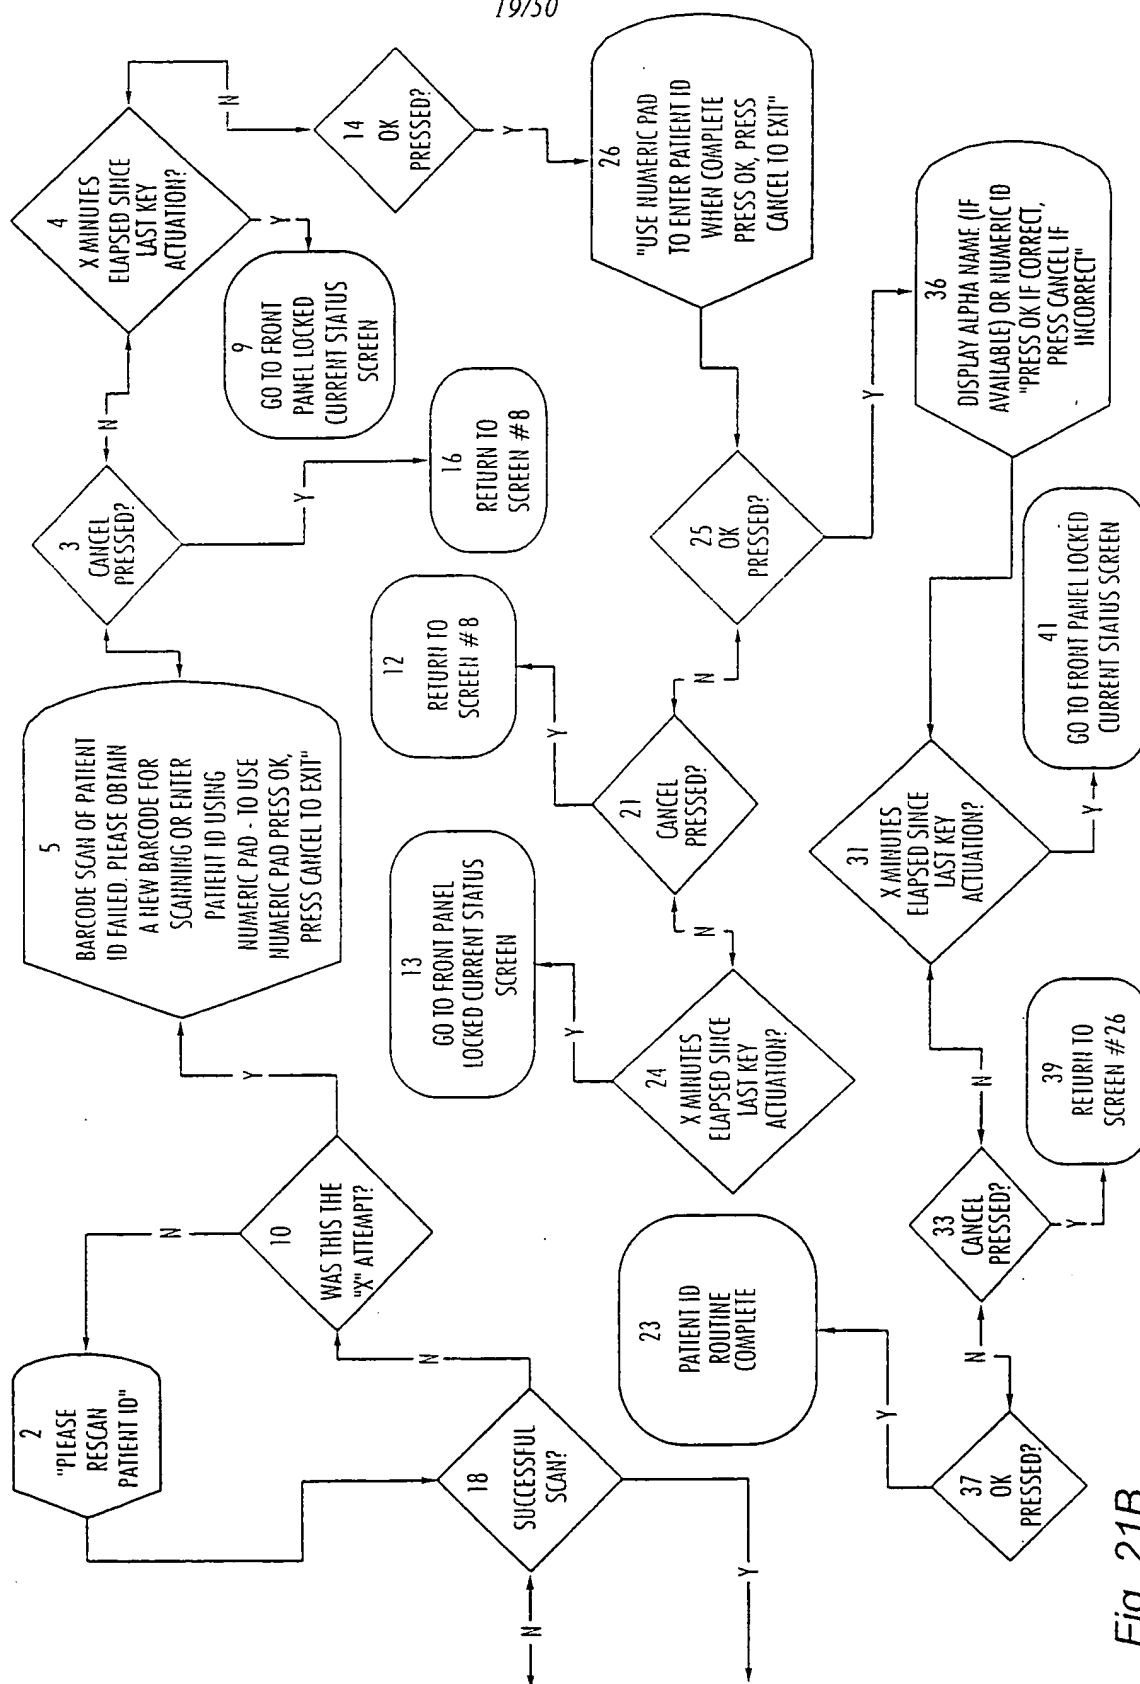 19/50
2
"PLEASE
RESCAN
PATIENT ID"
N
10
WAS THIS THE
"X" ATTEMPT?
Y
N
18
SUCCESSFUL
SCAN?
N
Y
5
BARCODE SCAN OF PATIENT
ID FAILED. PLEASE OBTAIN
A NEW BARCODE FOR
SCANNING OR ENTER
PATIENT ID USING
NUMERIC PAD - TO USE
NUMERIC PAD PRESS OK,
PRESS CANCEL TO EXIT"
3
CANCEL
PRESSED?
N
Y
4
X MINUTES
ELAPSED SINCE
LAST KEY
ACTUATION?
N
Y
9
GO TO FRONT
PANEL LOCKED
CURRENT STATUS
SCREEN
16
RETURN TO
SCREEN #8
14
OK
PRESSED?
Y
26
"USE NUMERIC PAD
TO ENTER PATIENT ID
WHEN COMPLETE
PRESS OK, PRESS
CANCEL TO EXIT"
13
GO TO FRONT PANEL
LOCKED CURRENT STATUS
SCREEN
Y
12
RETURN TO
SCREEN #8
Y
24
X MINUTES
ELAPSED SINCE
LAST KEY
ACTUATION?
N
21
CANCEL
PRESSED?
N
25
OK
PRESSED?
Y
23
PATIENT ID
ROUTINE
COMPLETE
Y
37
OK
PRESSED?
N
33
CANCEL
PRESSED?
Y
N
39
RETURN TO
SCREEN #26
31
X MINUTES
ELAPSED SINCE
LAST KEY
ACTUATION?
Y
41
GO TO FRONT PANEL LOCKED
CURRENT STATUS SCREEN
36
DISPLAY ALPHA NAME (IF
AVAILABLE) OR NUMERIC ID
"PRESS OK IF CORRECT,
PRESS CANCEL IF
INCORRECT"
Fig. 21B